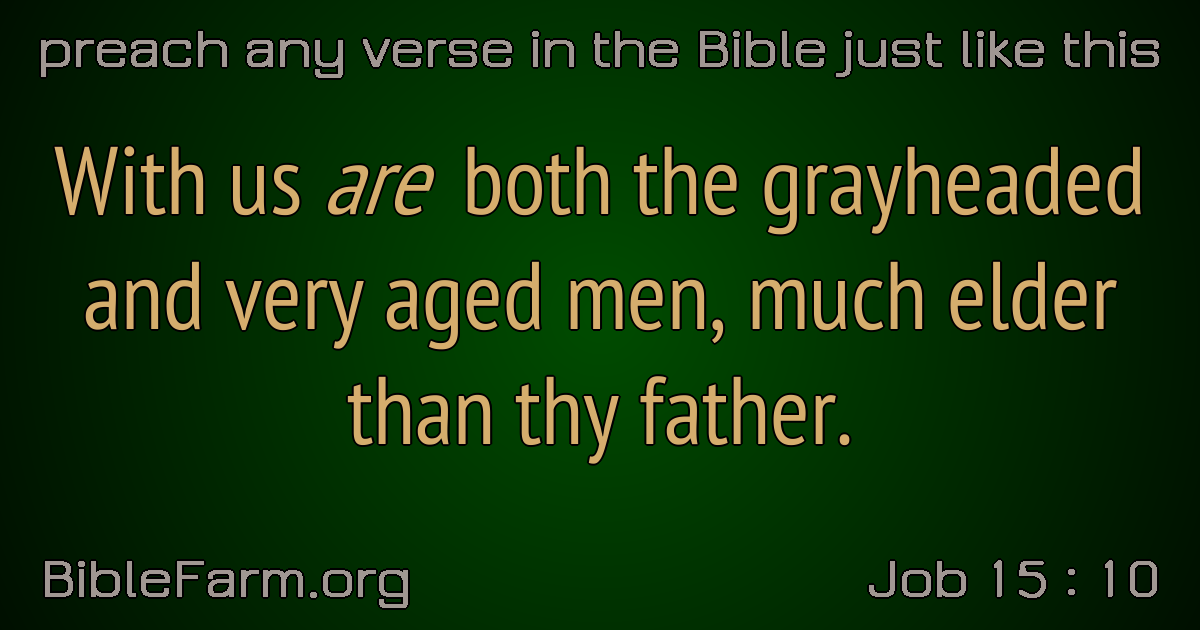 preach any verse in the Bible just like this
With us are both the grayheaded
and very aged men, much elder
than thy father.
BibleFarm.org
Job 15 : 10